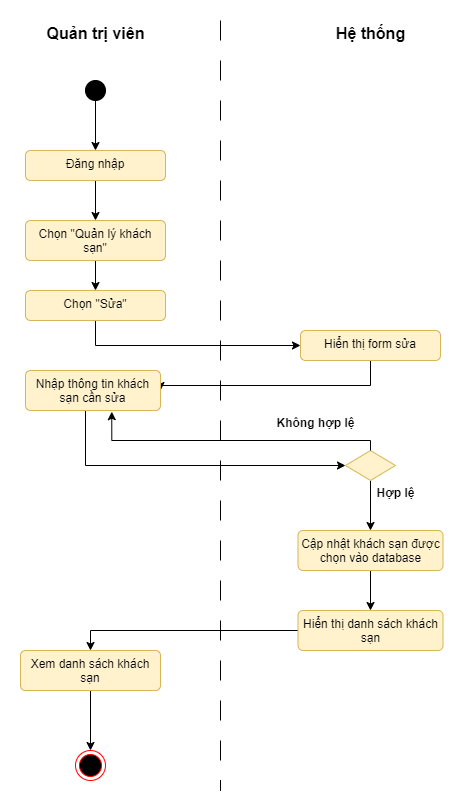 Quản trị viên
Hệ thống
Đăng nhập
Chọn "Quản lý khách
sạn"
Chọn "Sửa"
Hiển thị form sửa
Nhập thông tin khách
sạn cần sửa
Không hợp lệ
Hợp lệ
Cập nhật khách sạn được
chọn vào database
Hiển thị danh sách khách
sạn
Xem danh sách khách
sạn